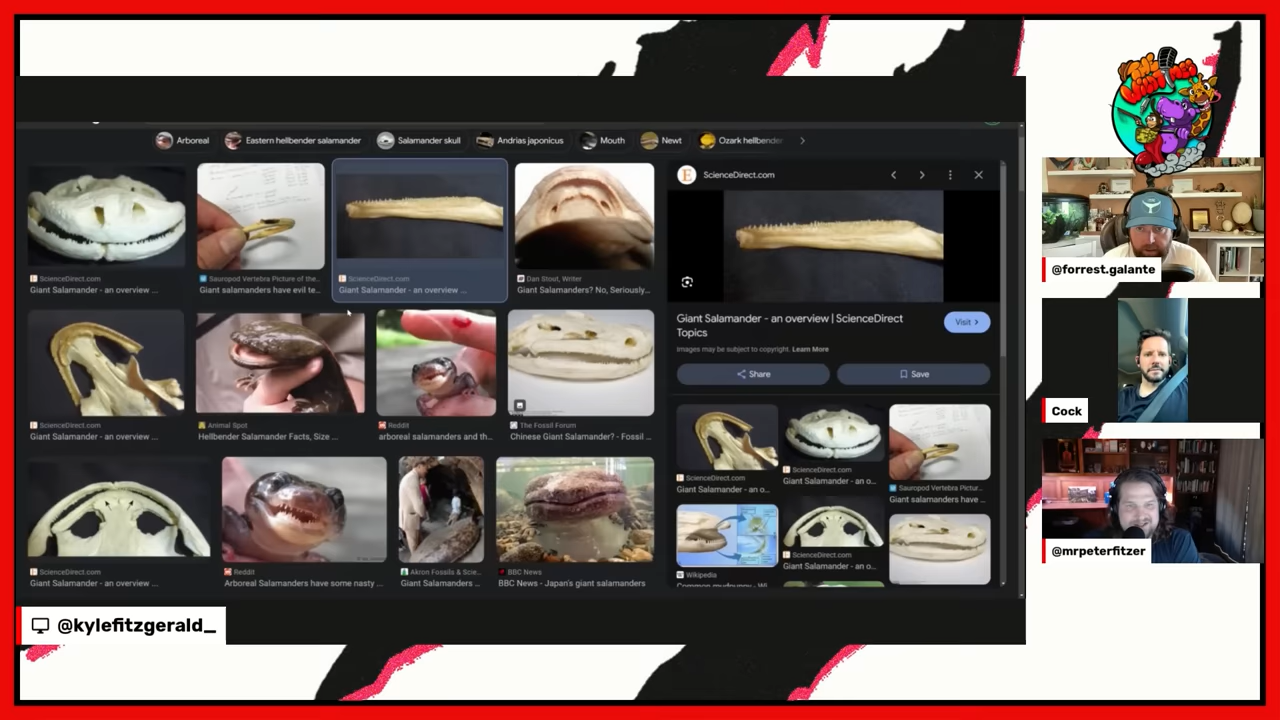 Arboreal
Eastern hellbender salamander
Salamander skull
Andrias japonicus
Mouth
Newt
Ozark hellbender
ScienceDirect.com
Giant Salamander - an overview ...
Sauropod Vertebra Picture of the...
Giant salamanders have evil te...
ScienceDirect.com
Giant Salamander - an overview ...
Dan Stout, Writer
Giant Salamanders? No, Seriously...
ScienceDirect.com
Giant Salamander - an overview ...
Animal Spot
Hellbender Salamander Facts, Size ...
Reddit
arboreal salamanders and th...
The Fossil Forum
Chinese Giant Salamander? - Fossil ...
ScienceDirect.com
Giant Salamander - an overview ...
Reddit
Arboreal Salamanders have some nasty ...
Akron Fossils & Scie...
Giant Salamanders ...
BBC News
BBC News - Japan's giant salamanders
E
ScienceDirect.com
Giant Salamander - an overview | ScienceDirect
Topics
Visit
Images may be subject to copyright. Learn More
Share
Save
ScienceDirect.com
Giant Salamander - an o...
ScienceDirect.com
Giant Salamander - an o...
Sauropod Vertebra Pictur...
Giant salamanders have ...
Wikipedia
Common mudpuppy - Wi...
ScienceDirect.com
Giant Salamander - an o...
THE WILD TIMES
@forrest.galante
Cock
@mrpeterfitzer
@kylefitzgerald_